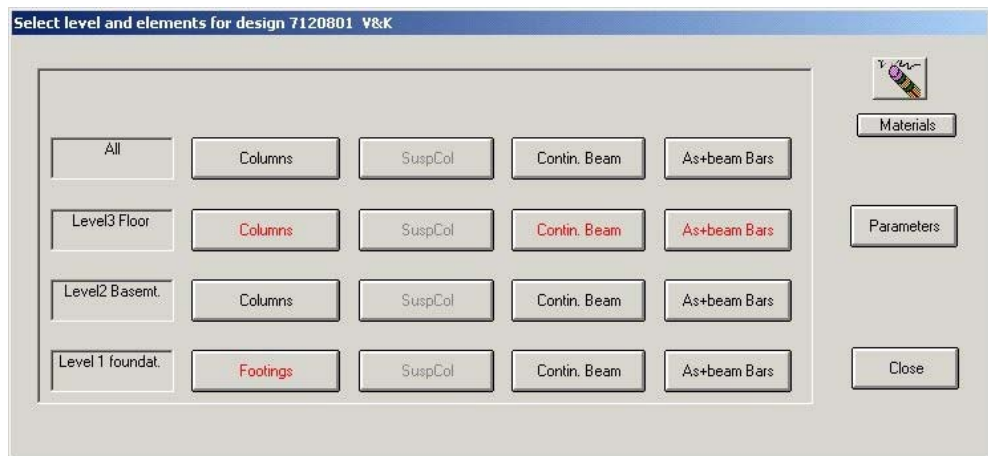 Select level and elements for design 7120801 V&K
Materials
All Columns SuspCol Contin. Beam As+beam Bars
Level3 Floor Columns SuspCol Contin. Beam As+beam Bars Parameters
Level2 Basemt. Columns SuspCol Contin. Beam As+beam Bars
Level 1 foundat. Footings SuspCol Contin. Beam As+beam Bars Close